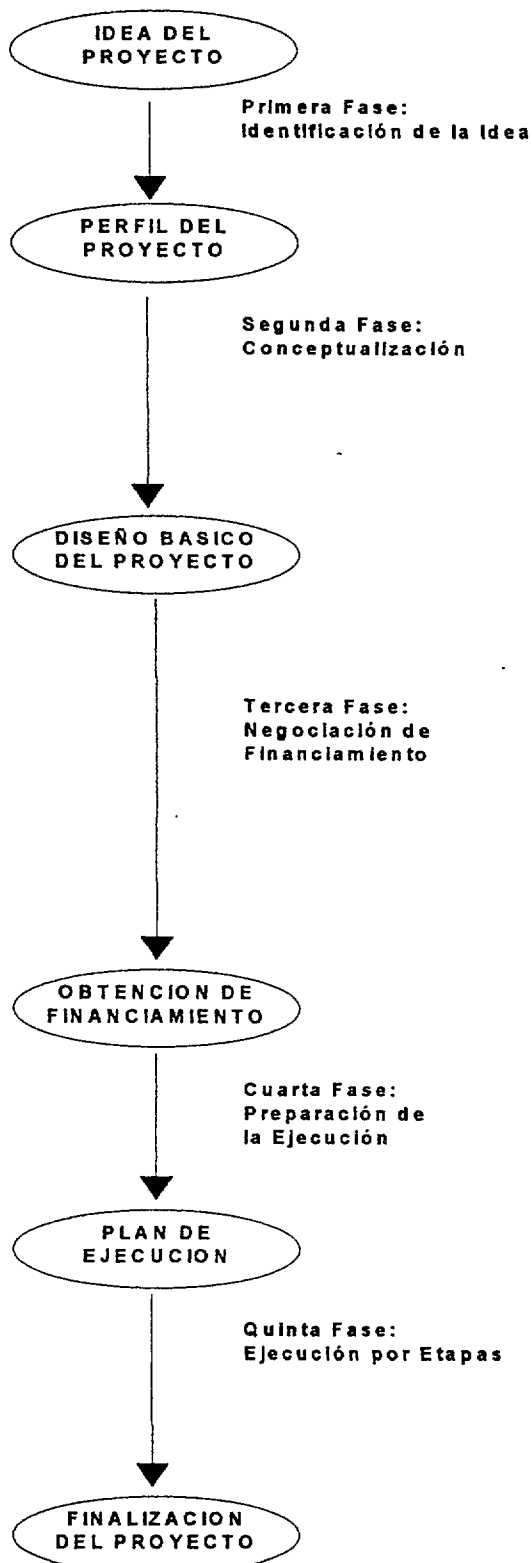 IDEA DEL
PROYECTO
Primera Fase:
Identificación de la Idea
PERFIL DEL
PROYECTO
Segunda Fase:
Conceptualización
DISEÑO BASICO
DEL PROYECTO
Tercera Fase:
Negociación de
Financiamiento
OBTENCION DE
FINANCIAMIENTO
Cuarta Fase:
Preparación de
la Ejecución
PLAN DE
EJECUCION
Quinta Fase:
Ejecución por Etapas
FINALIZACION
DEL PROYECTO